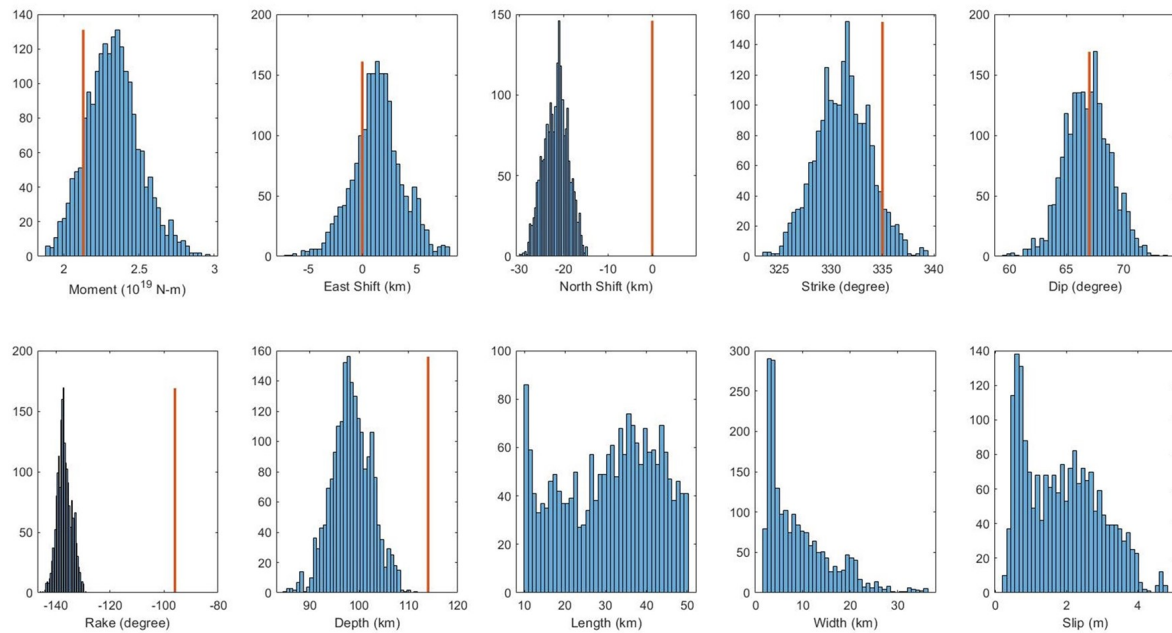 140 200 150 160 200
120 140
100 150 120 150
80 100 100
60 100 80 100
40 50 60
20 50 40 50
0 0 0 20 0
0
2 2.5 3 -5 0 5 -30 -20 -10 0 325 330 335 340 60 65 70
Moment (10^19 N-m) East Shift (km) North Shift (km) Strike (degree) Dip (degree)
200 160 100 300 140
140 250 120
150 120 80 100
100 200
100 80 60 150 80
60 40 60
50 40 100 40
20 20 50 20
0 0 0 0 0
-140 -120 -100 -80 90 100 110 120 10 20 30 40 50 0 10 20 30 0 2 4
Rake (degree) Depth (km) Length (km) Width (km) Slip (m)